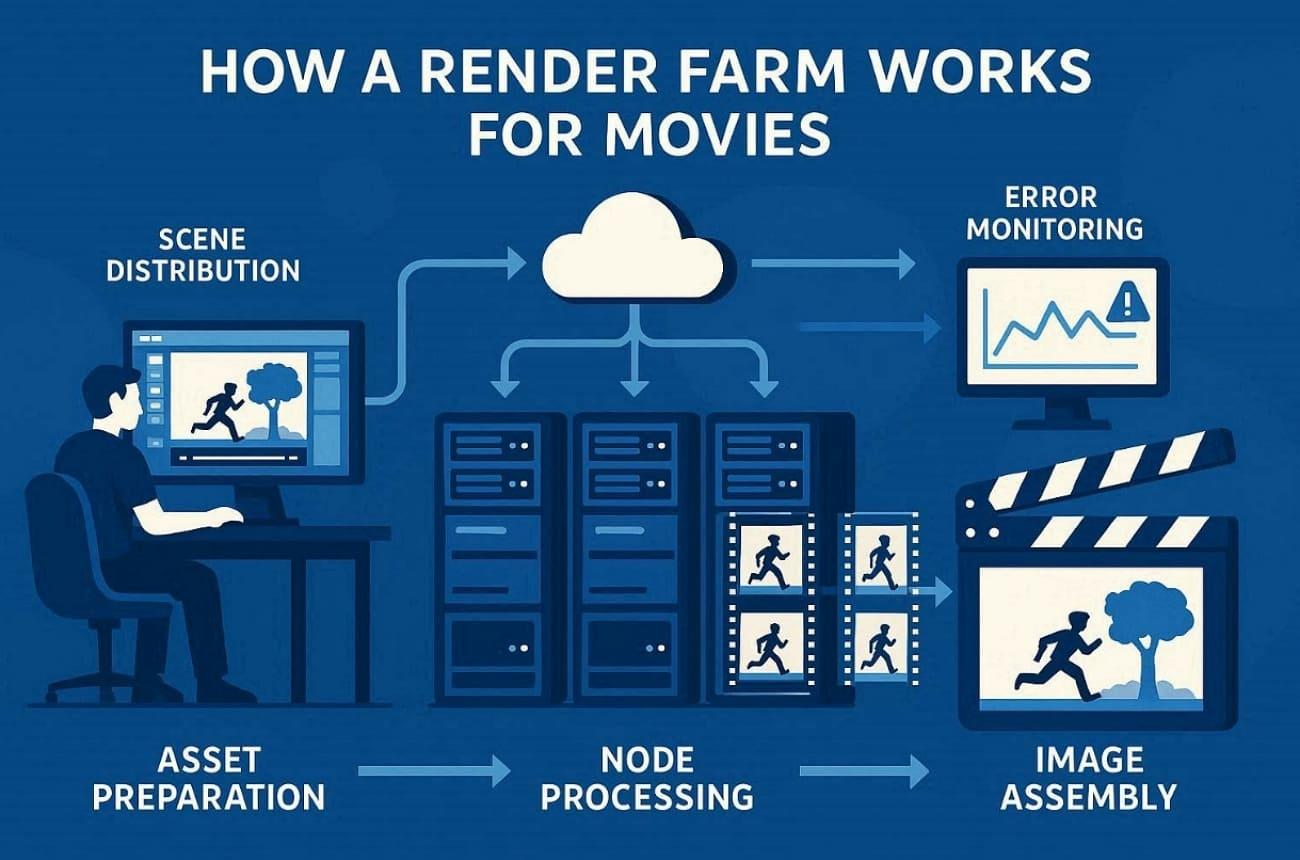 HOW A RENDER FARM WORKS
FOR MOVIES
SCENE
DISTRIBUTION
ERROR
MONITORING
ASSET
PREPARATION
NODE
PROCESSING
IMAGE
ASSEMBLY